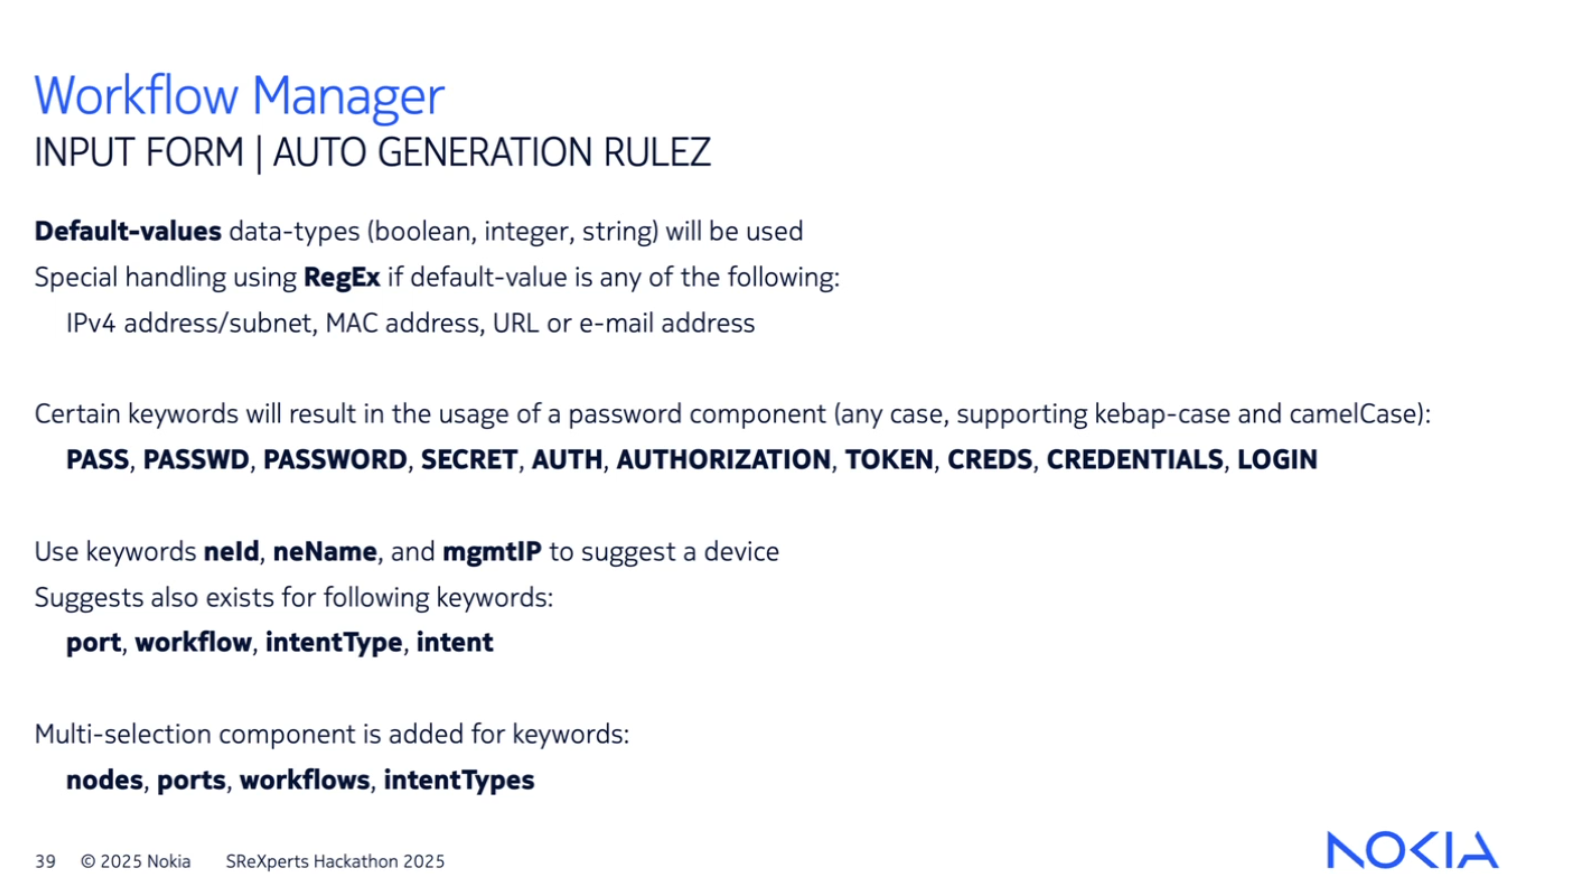 Workflow Manager
INPUT FORM | AUTO GENERATION RULEZ
Default-values data-types (boolean, integer, string) will be used
Special handling using RegEx if default-value is any of the following:
IPv4 address/subnet, MAC address, URL or e-mail address
Certain keywords will result in the usage of a password component (any case, supporting kebap-case and camelCase):
PASS, PASSWD, PASSWORD, SECRET, AUTH, AUTHORIZATION, TOKEN, CREDS, CREDENTIALS, LOGIN
Use keywords neId, neName, and mgmtIP to suggest a device
Suggests also exists for following keywords:
port, workflow, intentType, intent
Multi-selection component is added for keywords:
nodes, ports, workflows, intentTypes
39 © 2025 Nokia SReXperts Hackathon 2025
NOKIA